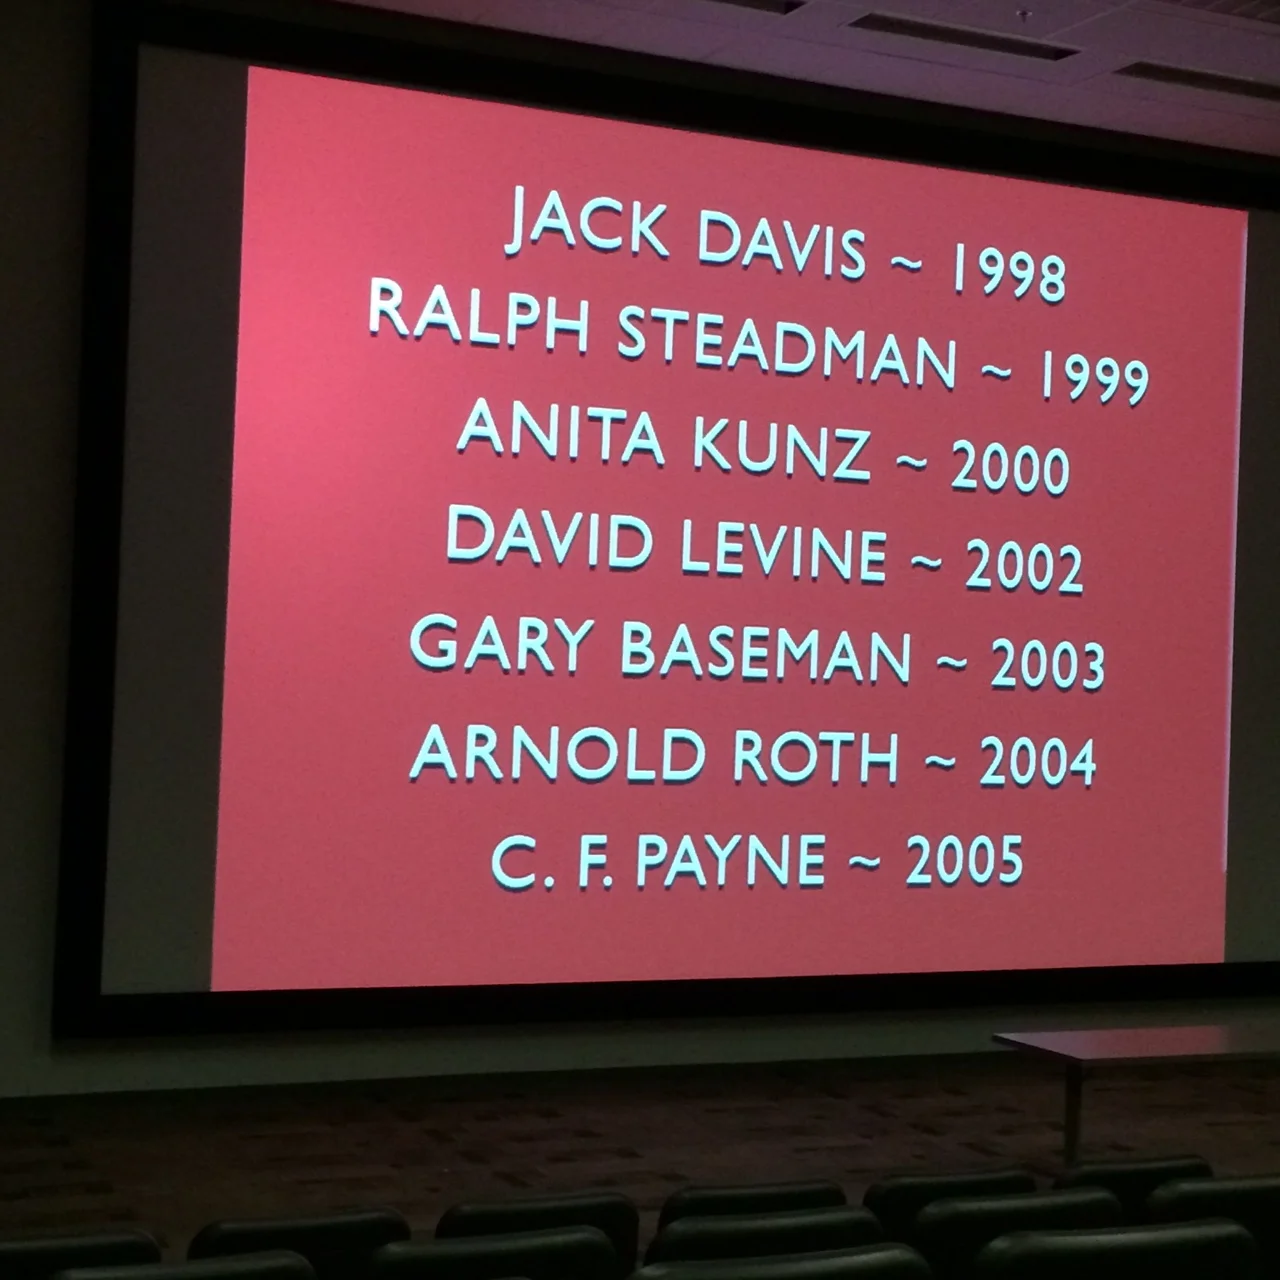 JACK DAVIS ~ 1998
RALPH STEADMAN ~ 1999
ANITA KUNZ ~ 2000
DAVID LEVINE ~ 2002
GARY BASEMAN ~ 2003
ARNOLD ROTH ~ 2004
C. F. PAYNE ~ 2005